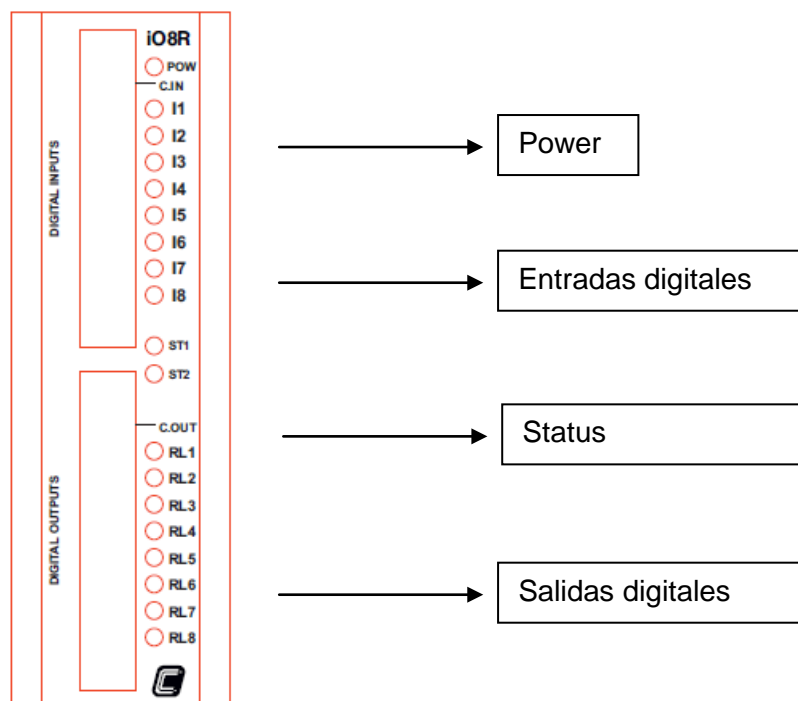 iO8R
POW
C.IN
I1
I2
I3
I4
I5
I6
I7
I8
DIGITAL INPUTS
ST1
ST2
C.OUT
RL1
RL2
RL3
RL4
RL5
RL6
RL7
RL8
DIGITAL OUTPUTS
Power
Entradas digitales
Status
Salidas digitales